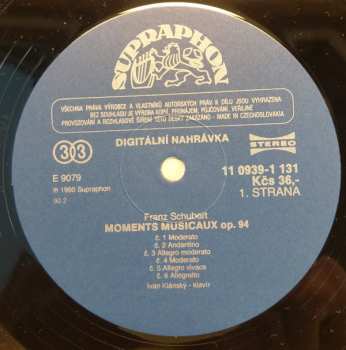 SUPRAPHON
VŠECHNA PRÁVA VÝROBCE A VLASTNÍKŮ AUTORSKÝCH PRÁV K DÍLU JSOU VYHRAZENA
BEZ SOUHLASU JE VÝROBA KOPIÍ, PRONÁJEM, PŮJČOVÁNÍ, VEŘEJNÉ
PROVOZOVÁNÍ A ROZHLASOVÉ ŠÍŘENÍ TÉTO DESKY ZAKÁZÁNO - MADE IN CZECHOSLOVAKIA
DIGITÁLNÍ NAHRÁVKA
33
STEREO
E 9079
11 0939-1 131
Kčs 36,-
℗ 1990 Supraphon
1. STRANA
90 2
Franz Schubert
MOMENTS MUSICAUX op. 94
č. 1 Moderato
č. 2 Andantino
č. 3 Allegro moderato
č. 4 Moderato
č. 5 Allegro vivace
č. 6 Allegretto
Ivan Klánský - klavír